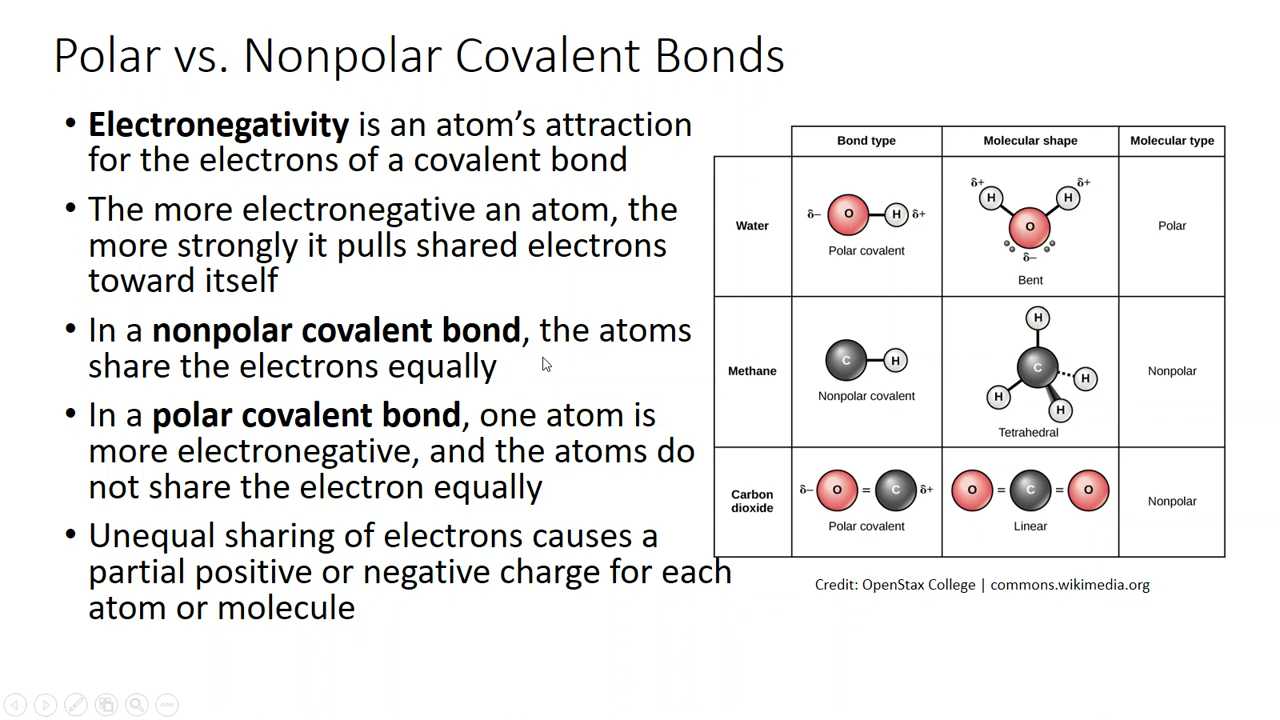 Polar vs. Nonpolar Covalent Bonds
• Electronegativity is an atom’s attraction
for the electrons of a covalent bond
• The more electronegative an atom, the
more strongly it pulls shared electrons
toward itself
• In a nonpolar covalent bond, the atoms
share the electrons equally
• In a polar covalent bond, one atom is
more electronegative, and the atoms do
not share the electron equally
• Unequal sharing of electrons causes a
partial positive or negative charge for each
atom or molecule
Bond type Molecular shape Molecular type
Water
δ– O H δ+
Polar covalent
δ+ δ+
H H
O
δ–
Bent
Polar
Methane
C H
Nonpolar covalent
H
C
H
H
H
Tetrahedral
Nonpolar
Carbon
dioxide
δ– O = C δ+
Polar covalent
O = C = O
Linear
Nonpolar
Credit: OpenStax College | commons.wikimedia.org